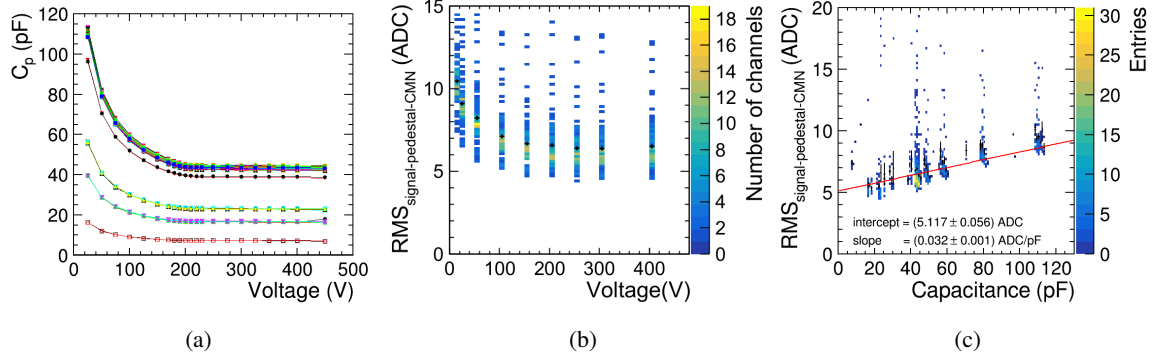 C_p (pF)
120
100
80
60
40
20
0
0 100 200 300 400 500
Voltage (V)
(a)
RMS_signal-pedestal-CMN (ADC)
15
10
5
0
0 100 200 300 400
Voltage(V)
Number of channels
18
16
14
12
10
8
6
4
2
0
(b)
RMS_signal-pedestal-CMN (ADC)
20
15
10
5
0
intercept = (5.117 ± 0.056) ADC
slope = (0.032 ± 0.001) ADC/pF
0 20 40 60 80 100 120
Capacitance (pF)
Entries
30
25
20
15
10
5
0
(c)